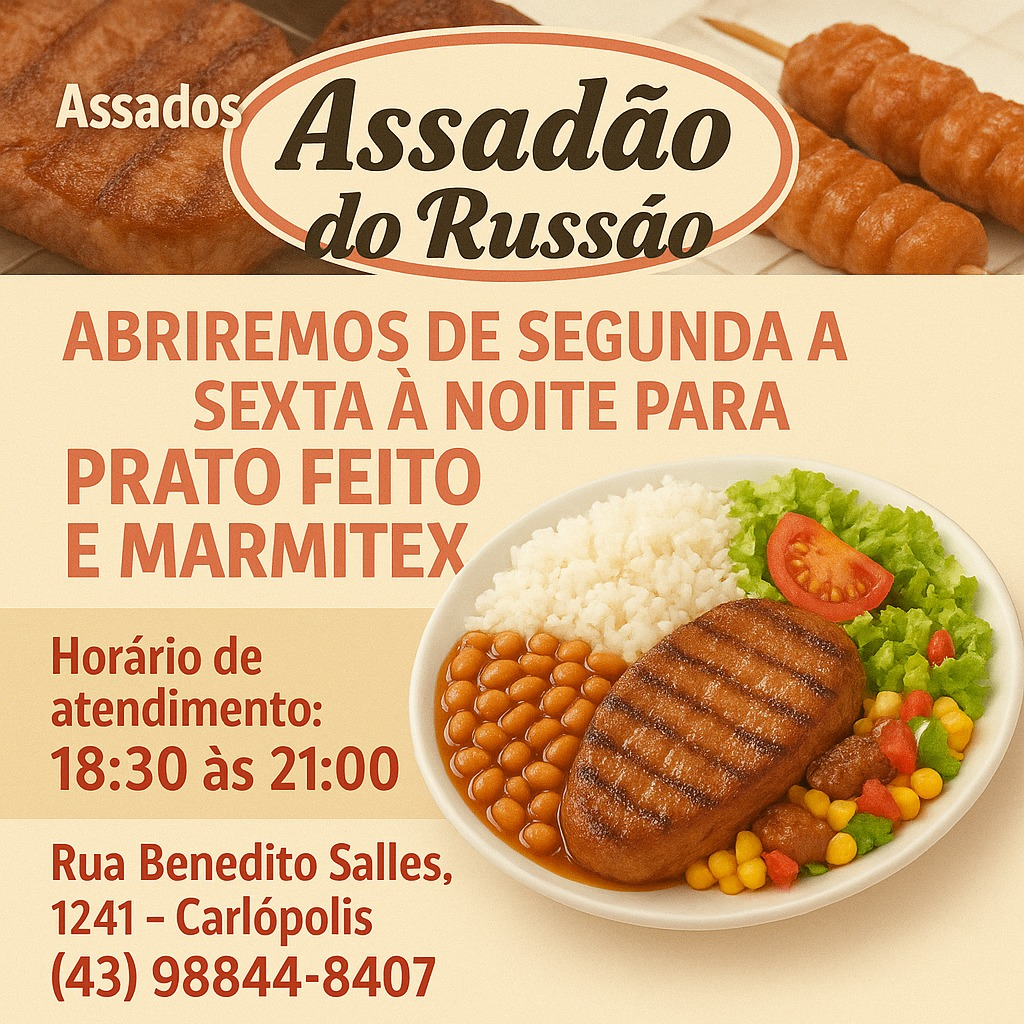 Assados
Assadão
do Russáo
ABRIREMOS DE SEGUNDA A
SEXTA À NOITE PARA
PRATO FEITO
E MARMITEX
Horário de
atendimento:
18:30 às 21:00
Rua Benedito Salles,
1241 – Carlópolis
(43) 98844-8407